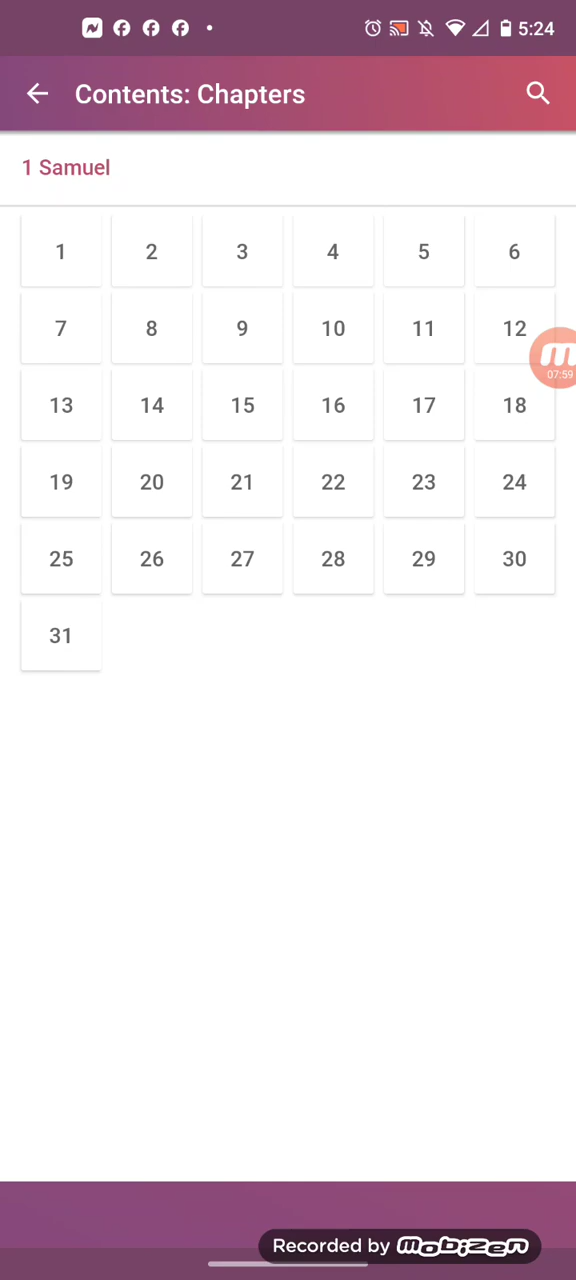 5:24
Contents: Chapters
1 Samuel
1 2 3 4 5 6
7 8 9 10 11 12
07:59
13 14 15 16 17 18
19 20 21 22 23 24
25 26 27 28 29 30
31
Recorded by mobizen